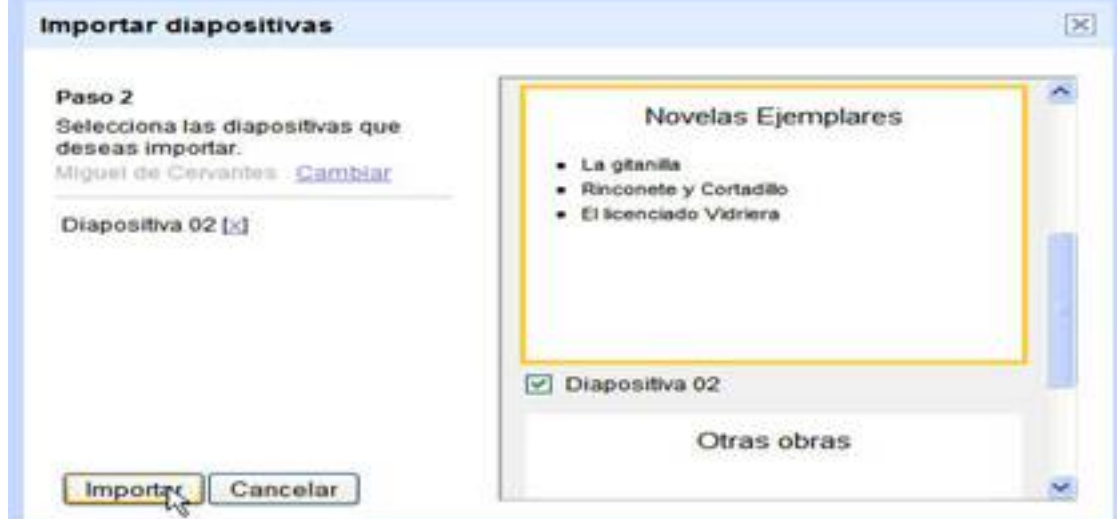 Importar diapositivas
Paso 2
Selecciona las diapositivas que
deseas importar.
Miguel de Cervantes Cambiar
Diapositiva 02 [x]
Importar
Cancelar
Novelas Ejemplares
• La gitanilla
• Rinconete y Cortadillo
• El licenciado Vidriera
Diapositiva 02
Otras obras